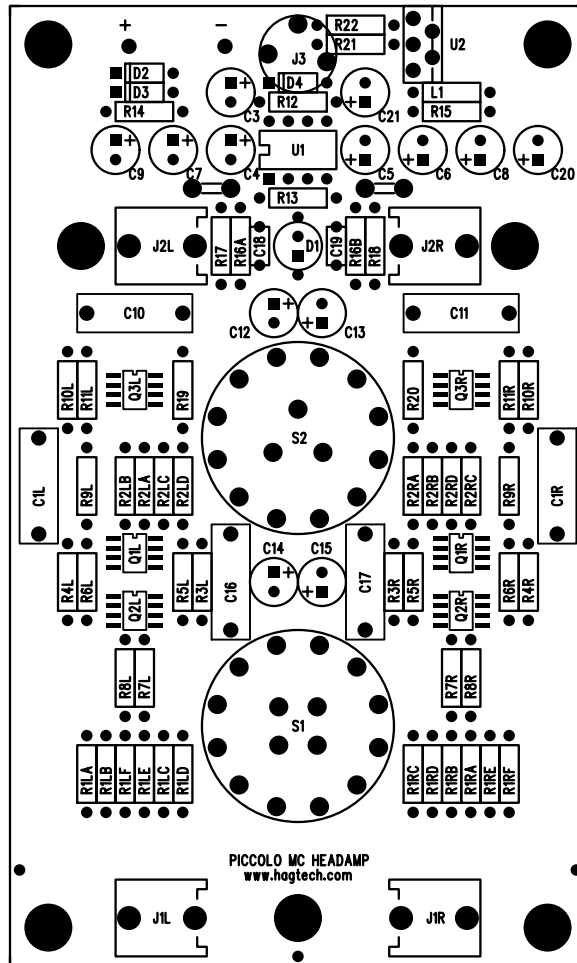 + -
R22
R21
U2
J3
D2
D3
D4
L1
R14
C3
R12
C21
R15
U1
C9
C7
C4
C5
C6
C8
C20
R13
J2L
R17
R16A
C18
D1
C19
R16B
R18
J2R
C10
C12
C13
C11
R10L
R11L
Q3L
R19
R20
Q3R
R11R
R10R
S2
C1L
R9L
R2LB
R2LA
R2LC
R2LD
R2RA
R2RB
R2RD
R2RC
R9R
C1R
R4L
R6L
Q1L
Q2L
R5L
R3L
C16
C14
C15
C17
R3R
R5R
Q1R
Q2R
R6R
R4R
R8L
R7L
R7R
R8R
S1
R1LA
R1LB
R1LF
R1LE
R1LC
R1LD
R1RC
R1RD
R1RB
R1RA
R1RE
R1RF
PICCOLO MC HEADAMP
www.hagtech.com
J1L
J1R